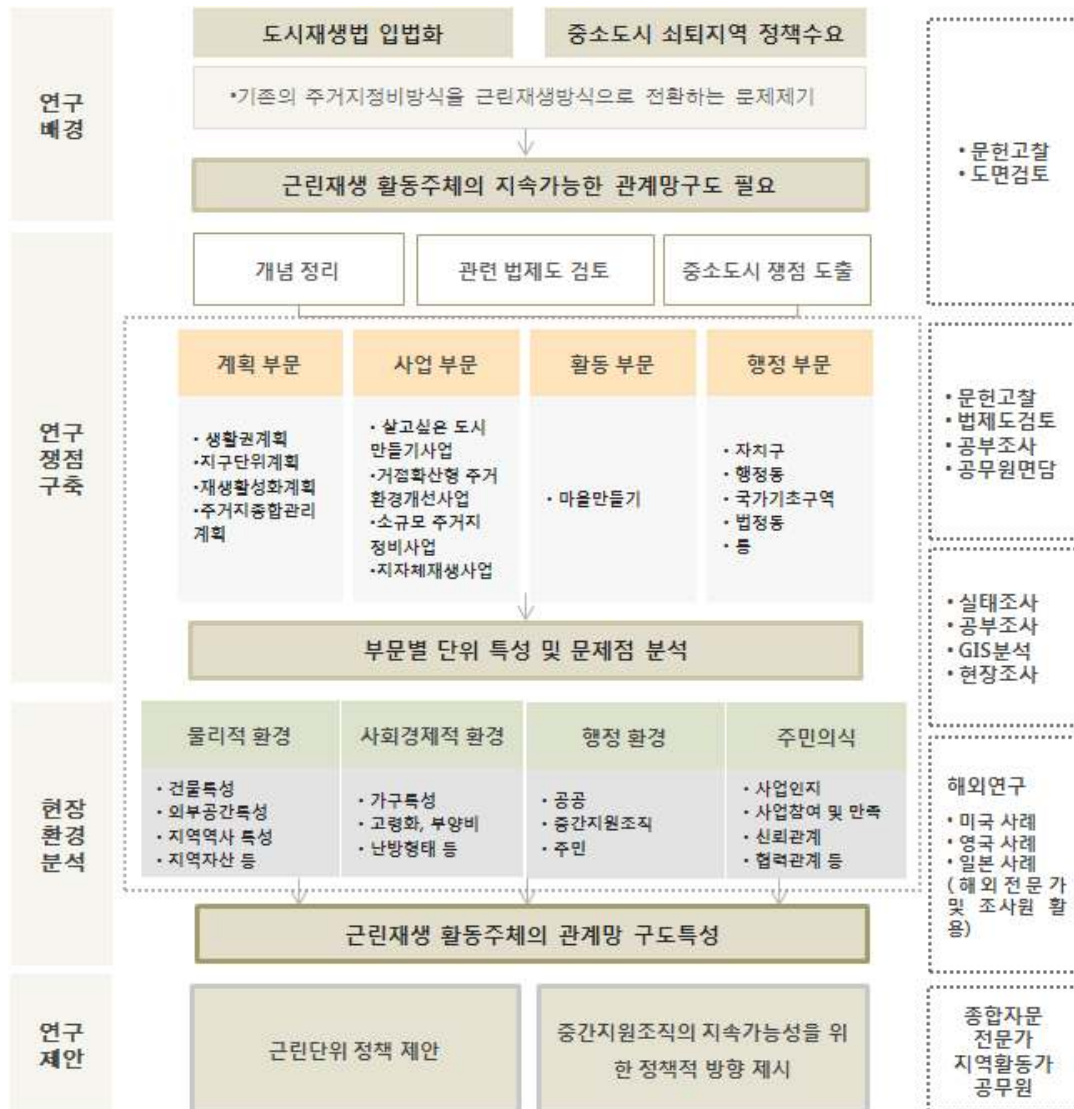 도시재생법 입법화
중소도시 쇠퇴지역 정책수요
연구
배경
•기존의 주거지정비방식을 근린재생방식으로 전환하는 문제제기
근린재생 활동주체의 지속가능한 관계망구도 필요
• 문헌고찰
• 도면검토
연구
쟁점
구축
개념 정리
관련 법제도 검토
중소도시 쟁점 도출
계획 부문
• 생활권계획
•지구단위계획
•재생활성화계획
•주거지종합관리
계획
사업 부문
• 살고싶은 도시
만들기사업
•거점확산형 주거
환경개선사업
•소규모 주거지
정비사업
•지자체재생사업
활동 부문
• 마을만들기
행정 부문
• 자치구
• 행정동
• 국가기초구역
• 법정동
• 통
부문별 단위 특성 및 문제점 분석
• 문헌고찰
• 법제도검토
• 공부조사
• 공무원면담
• 실태조사
• 공부조사
• GIS분석
• 현장조사
현장
환경
분석
물리적 환경
• 건물특성
• 외부공간특성
• 지역역사 특성
• 지역자산 등
사회경제적 환경
• 가구특성
• 고령화, 부양비
• 난방형태 등
행정 환경
• 공공
• 중간지원조직
• 주민
주민의식
• 사업인지
• 사업참여 및 만족
• 신뢰관계
• 협력관계 등
근린재생 활동주체의 관계망 구도특성
해외연구
• 미국 사례
• 영국 사례
• 일본 사례
(해외전문가
및 조사원 활
용)
연구
제안
근린단위 정책 제안
중간지원조직의 지속가능성을 위
한 정책적 방향 제시
종합자문
전문가
지역활동가
공무원